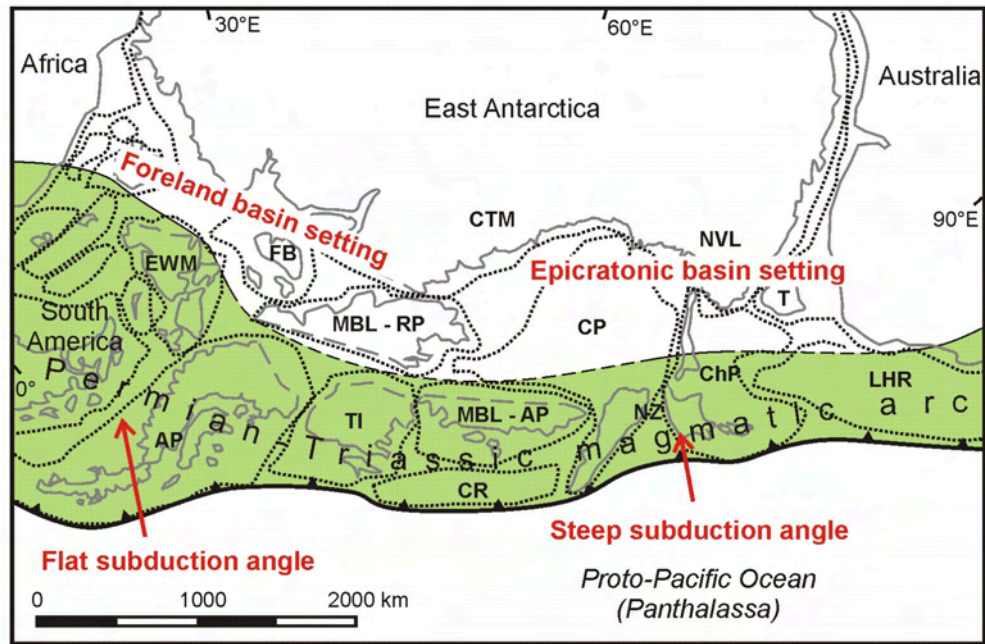 30°E
60°E
Africa
Australia
East Antarctica
Foreland basin setting
90°E
CTM
NVL
EWM
FB
Epicratonic basin setting
T
South
America
MBL - RP
CP
0°
ChP
LHR
Permian-Triassic magmatic arc
AP
TI
MBL - AP
NZ
CR
Flat subduction angle
Steep subduction angle
Proto-Pacific Ocean
(Panthalassa)
0 1000 2000 km